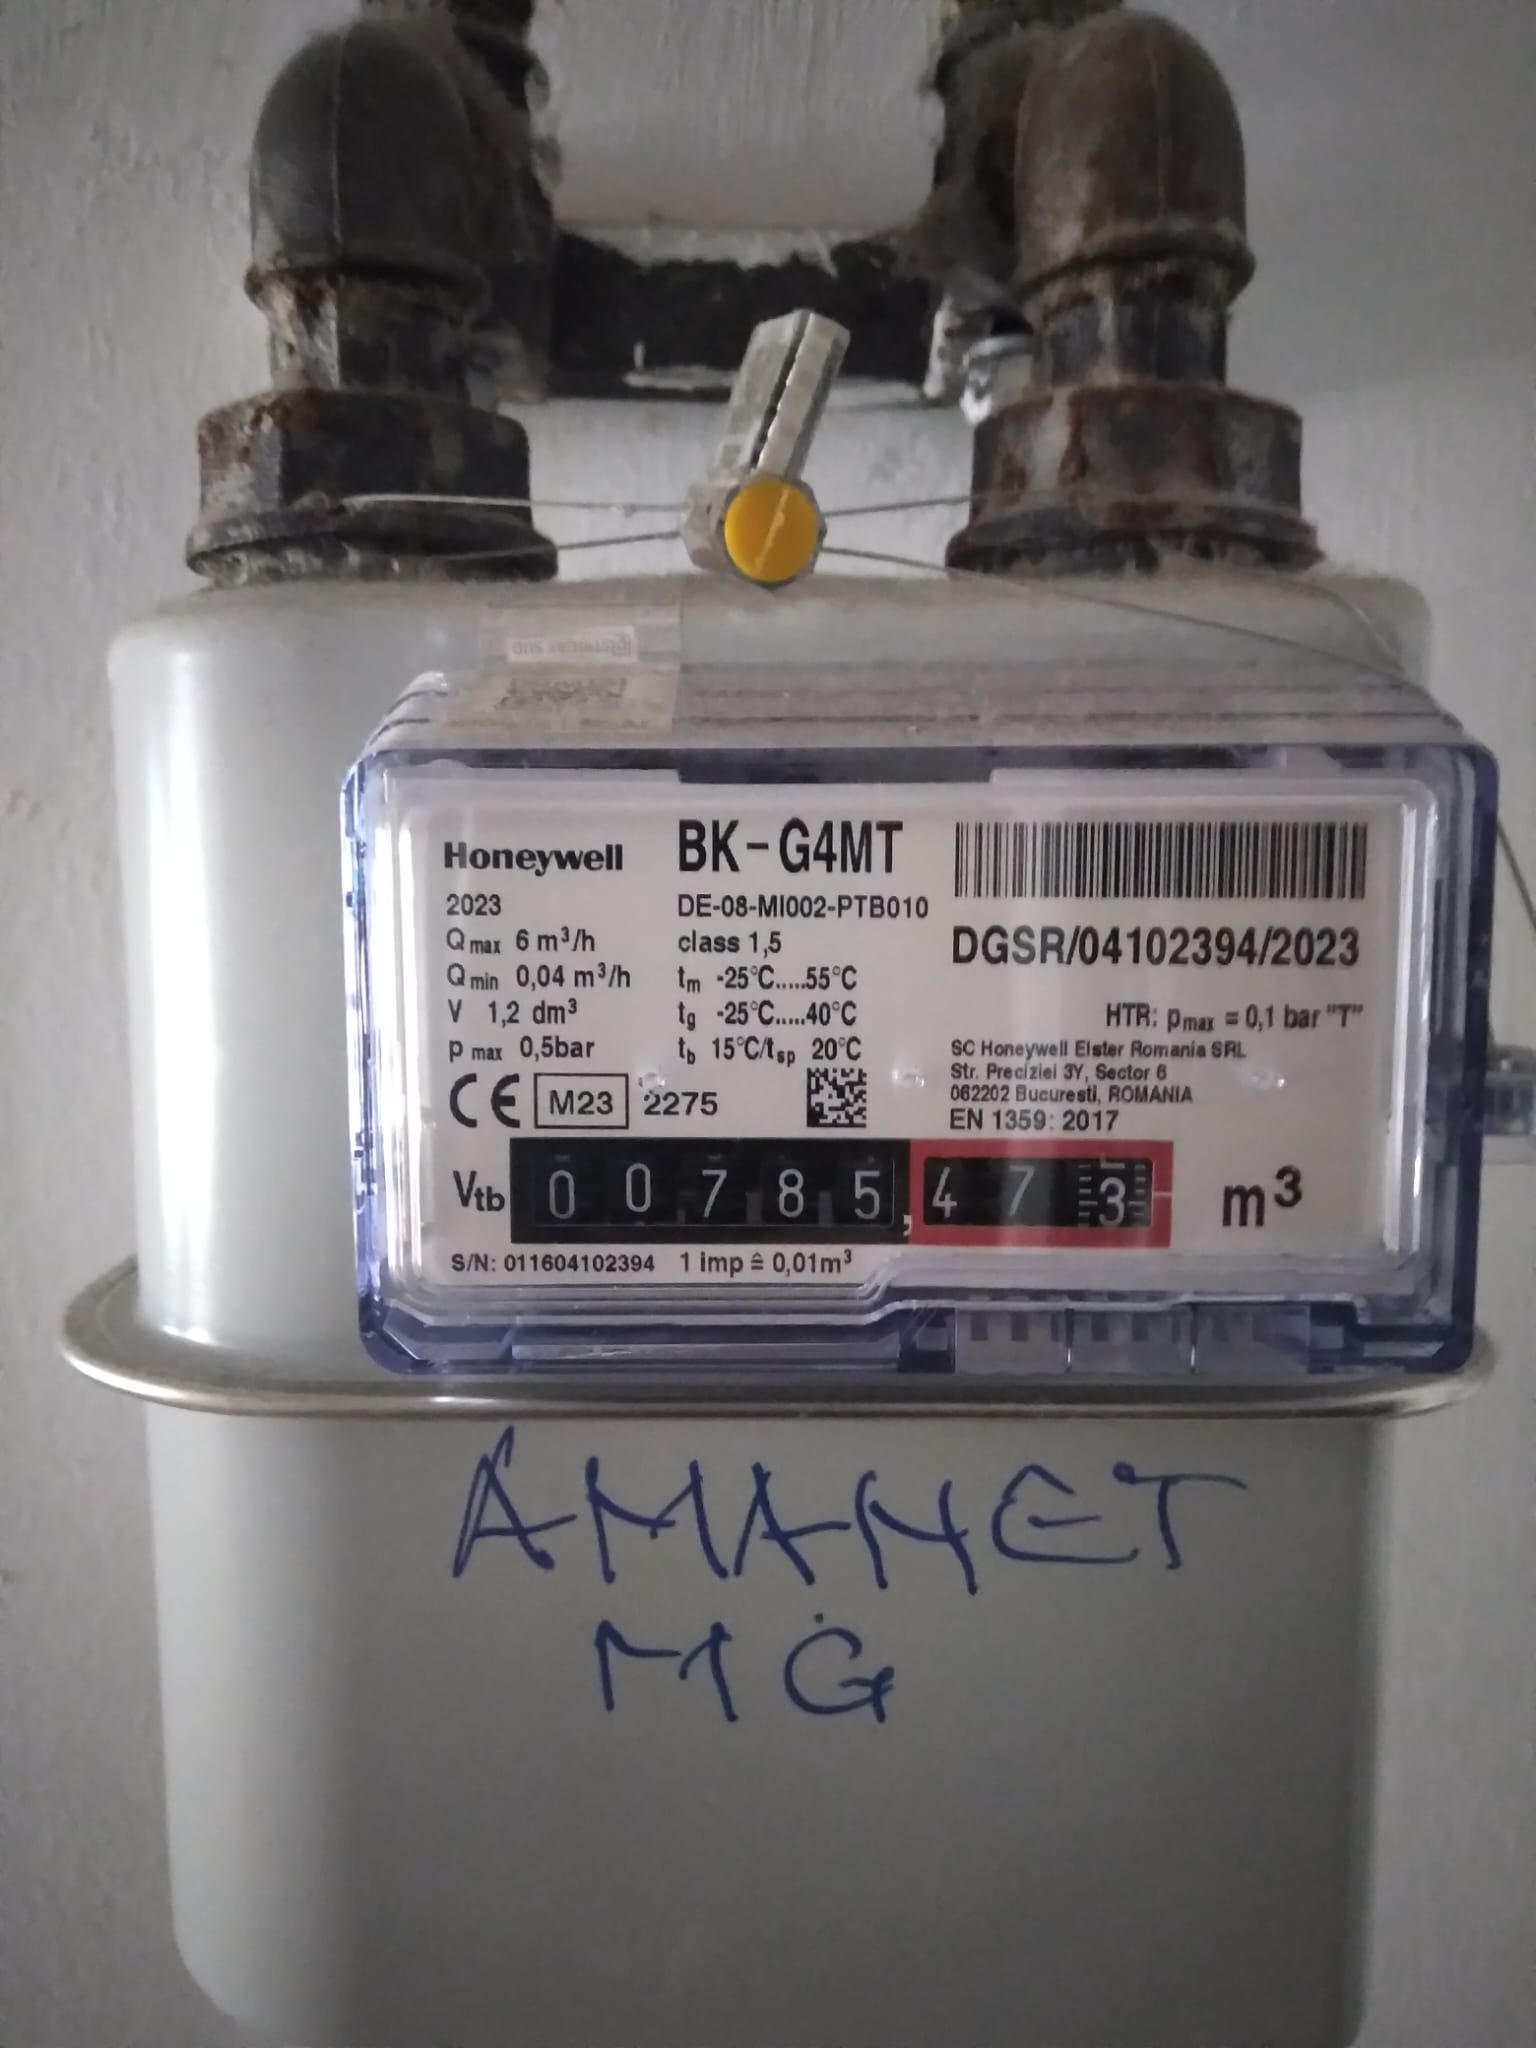 Honeywell
BK-G4MT
2023
DE-08-MI002-PTB010
Qmax 6 m³/h
class 1,5
DGSR/04102394/2023
Qmin 0,04 m³/h
tm -25°C.....55°C
V 1,2 dm³
tg -25°C.....40°C
HTR: pmax = 0,1 bar "T"
p max 0,5bar
tb 15°C/tsp 20°C
SC Honeywell Elster Romania SRL
Str. Preciziei 3Y, Sector 6
062202 Bucuresti, ROMANIA
CE M23 2275
EN 1359: 2017
Vtb 00785,473 m³
S/N: 011604102394 1 imp ≙ 0,01m³
AMANET
MG